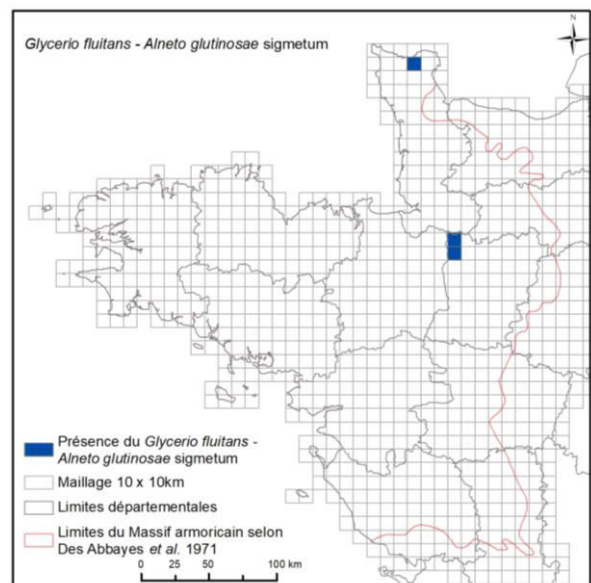 Glycerio fluitans - Alneto glutinosae sigmetum
N
Présence du Glycerio fluitans -
Alneto glutinosae sigmetum
Maillage 10 x 10km
Limites départementales
Limites du Massif armoricain selon
Des Abbayes et al. 1971
0 25 50 100 km